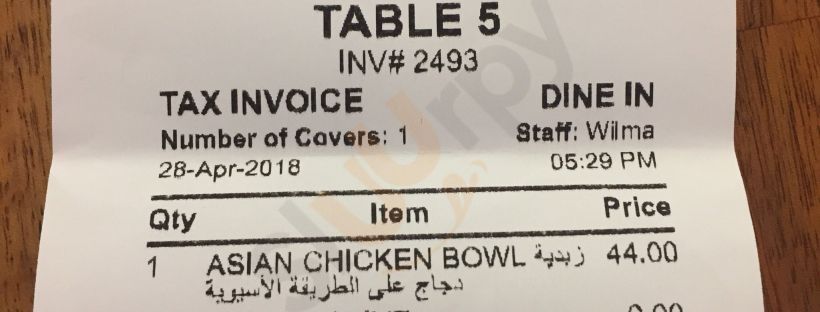 TABLE 5
INV# 2493
TAX INVOICE DINE IN
Number of Covers: 1 Staff: Wilma
28-Apr-2018 05:29 PM
Qty Item Price
1 ASIAN CHICKEN BOWL زبدية 44.00
دجاج على الطريقة الأسيوية